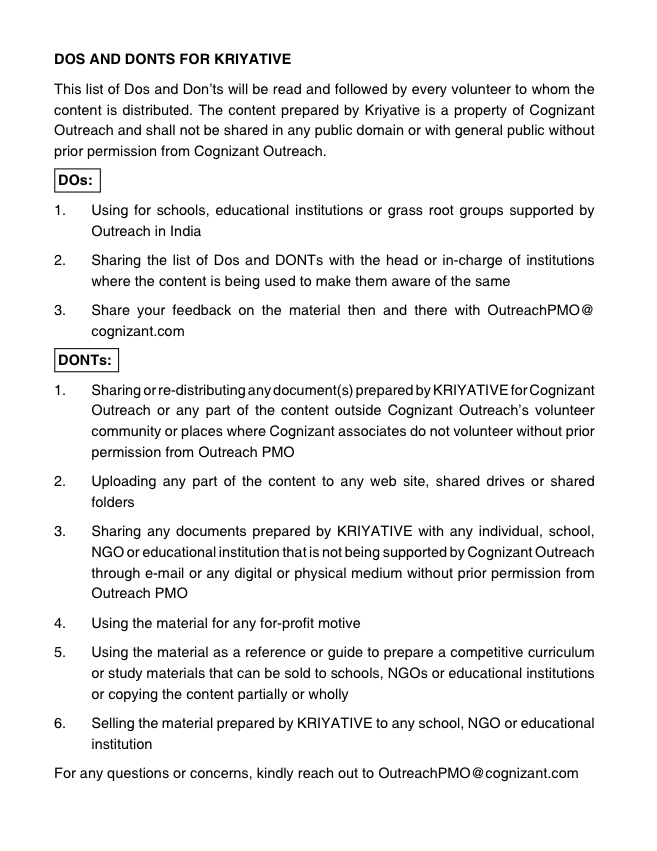 DOS AND DONTS FOR KRIYATIVE
This list of Dos and Don’ts will be read and followed by every volunteer to whom the
content is distributed. The content prepared by Kriyative is a property of Cognizant
Outreach and shall not be shared in any public domain or with general public without
prior permission from Cognizant Outreach.
DOs:
1. Using for schools, educational institutions or grass root groups supported by
Outreach in India
2. Sharing the list of Dos and DONTs with the head or in-charge of institutions
where the content is being used to make them aware of the same
3. Share your feedback on the material then and there with OutreachPMO@
cognizant.com
DONTs:
1. Sharing or re-distributing any document(s) prepared by KRIYATIVE for Cognizant
Outreach or any part of the content outside Cognizant Outreach’s volunteer
community or places where Cognizant associates do not volunteer without prior
permission from Outreach PMO
2. Uploading any part of the content to any web site, shared drives or shared
folders
3. Sharing any documents prepared by KRIYATIVE with any individual, school,
NGO or educational institution that is not being supported by Cognizant Outreach
through e-mail or any digital or physical medium without prior permission from
Outreach PMO
4. Using the material for any for-profit motive
5. Using the material as a reference or guide to prepare a competitive curriculum
or study materials that can be sold to schools, NGOs or educational institutions
or copying the content partially or wholly
6. Selling the material prepared by KRIYATIVE to any school, NGO or educational
institution
For any questions or concerns, kindly reach out to OutreachPMO@cognizant.com